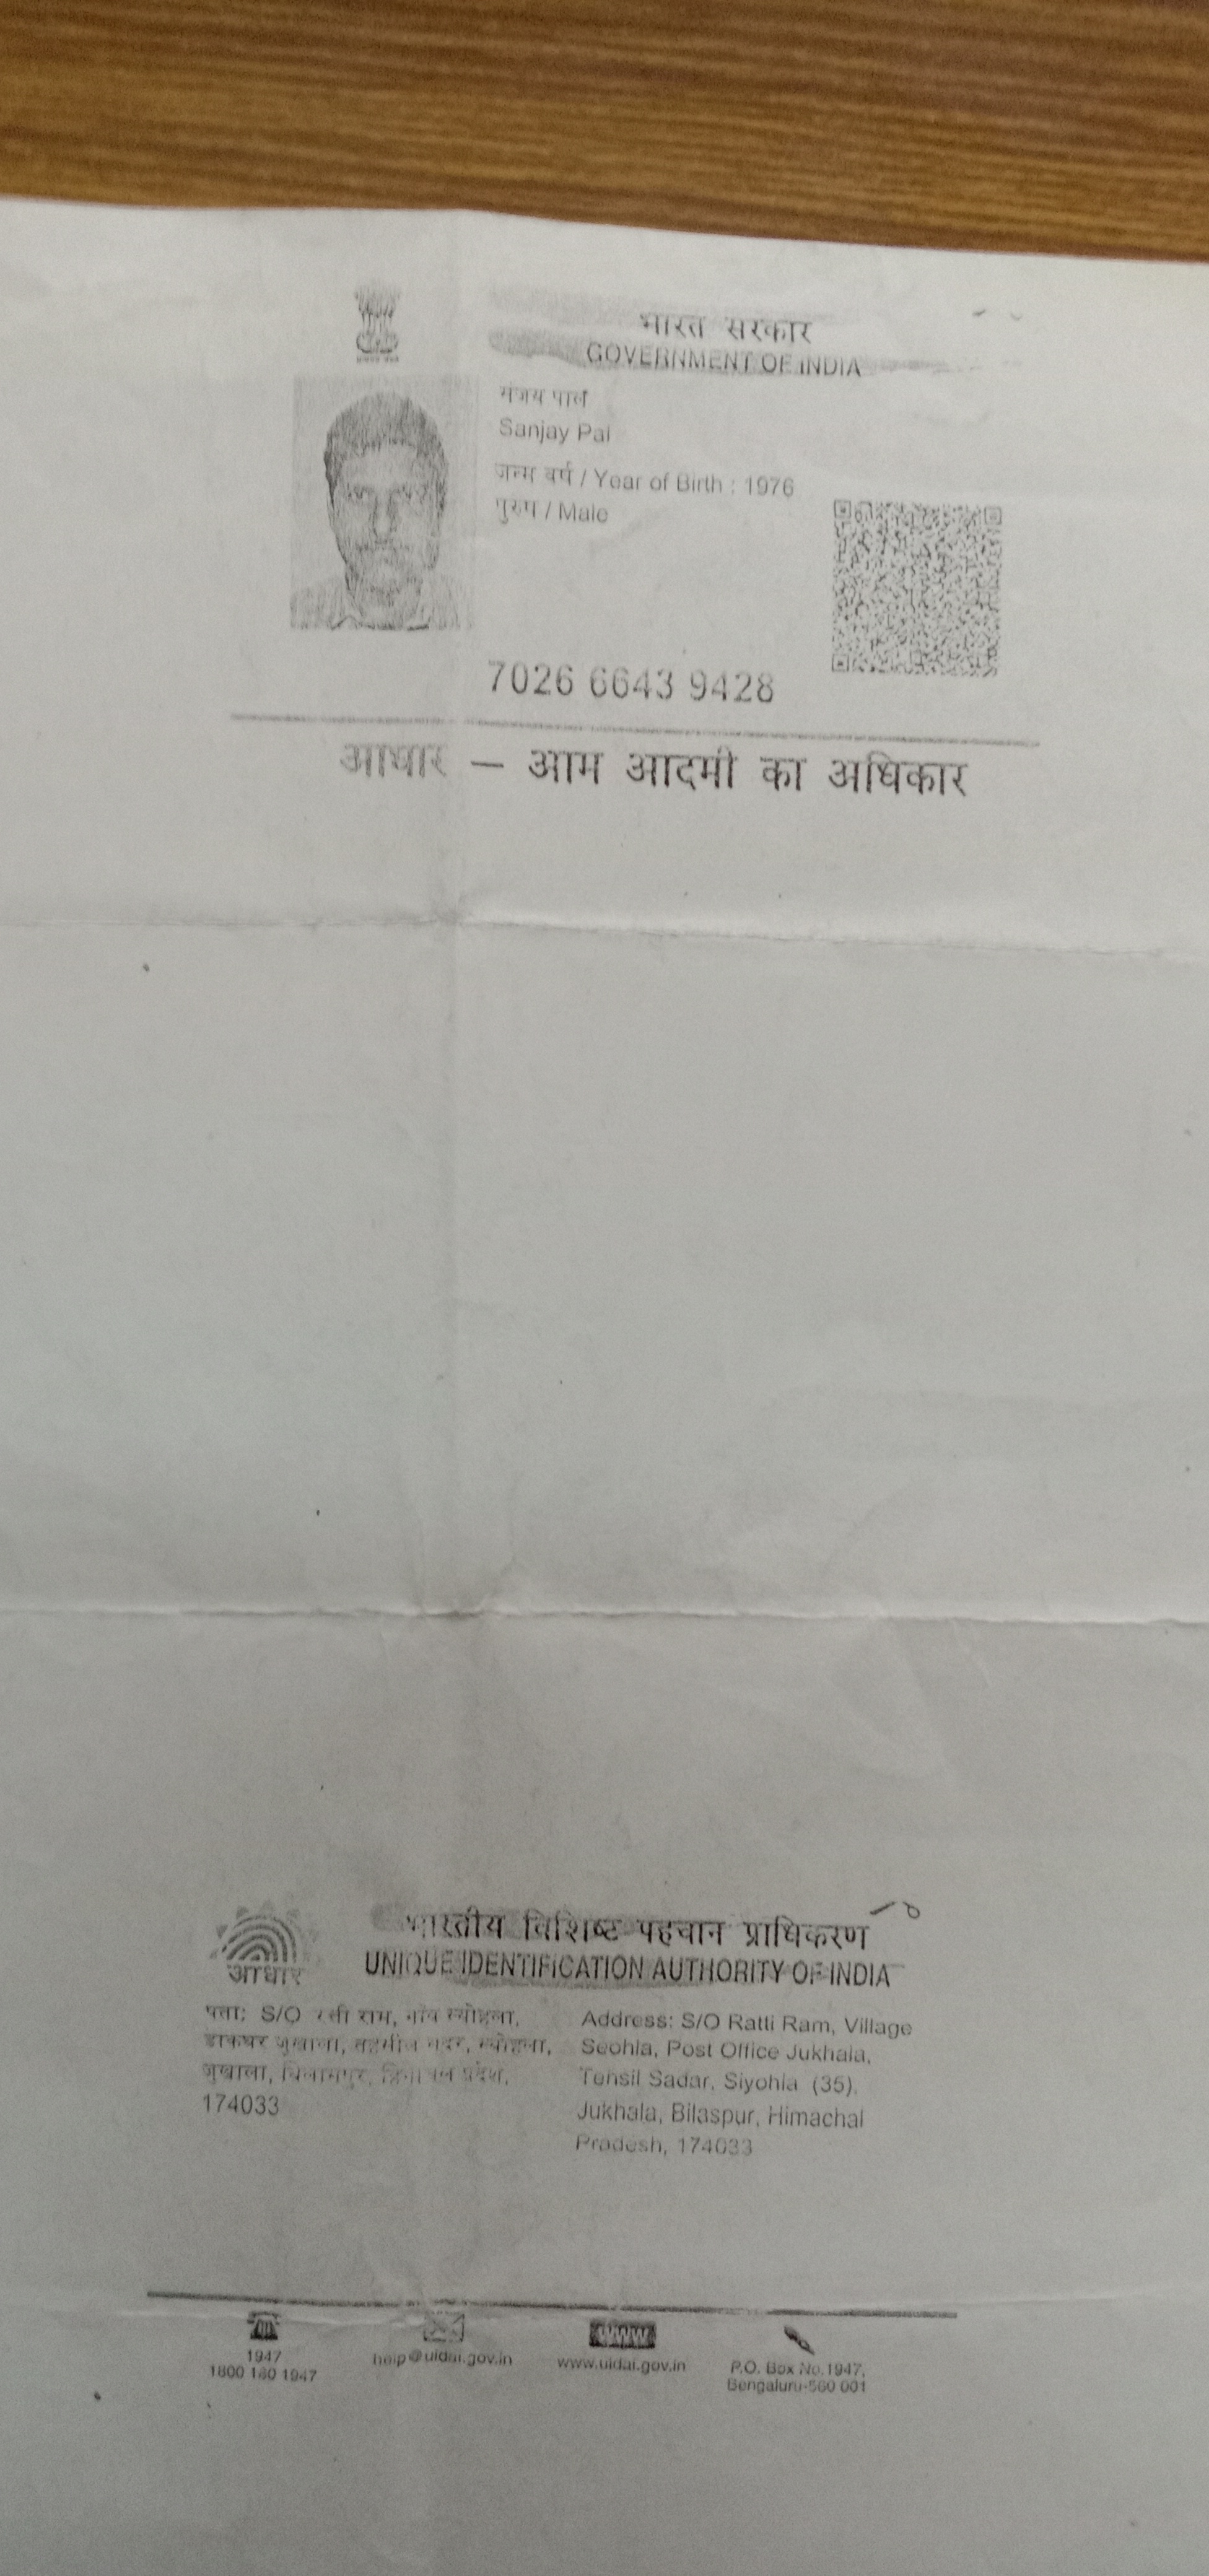 भारत सरकार
GOVERNMENT OF INDIA
संजय पाल
Sanjay Pal
जन्म वर्ष / Year of Birth : 1976
पुरुष / Male
7026 6643 9428
आधार – आम आदमी का अधिकार
भारतीय विशिष्ट पहचान प्राधिकरण
UNIQUE IDENTIFICATION AUTHORITY OF INDIA
आधार
पता: S/O रती राम, गाँव स्योहला,
डाकघर जुखाला, तहसील सदर, स्योहला,
जुखाला, बिलासपुर, हिमाचल प्रदेश,
174033
Address: S/O Ratti Ram, Village
Seohla, Post Office Jukhala,
Tehsil Sadar, Siyohla (35),
Jukhala, Bilaspur, Himachal
Pradesh, 174033
1947
1800 180 1947
help@uidai.gov.in
www
www.uidai.gov.in
P.O. Box No.1947,
Bengaluru-560 001